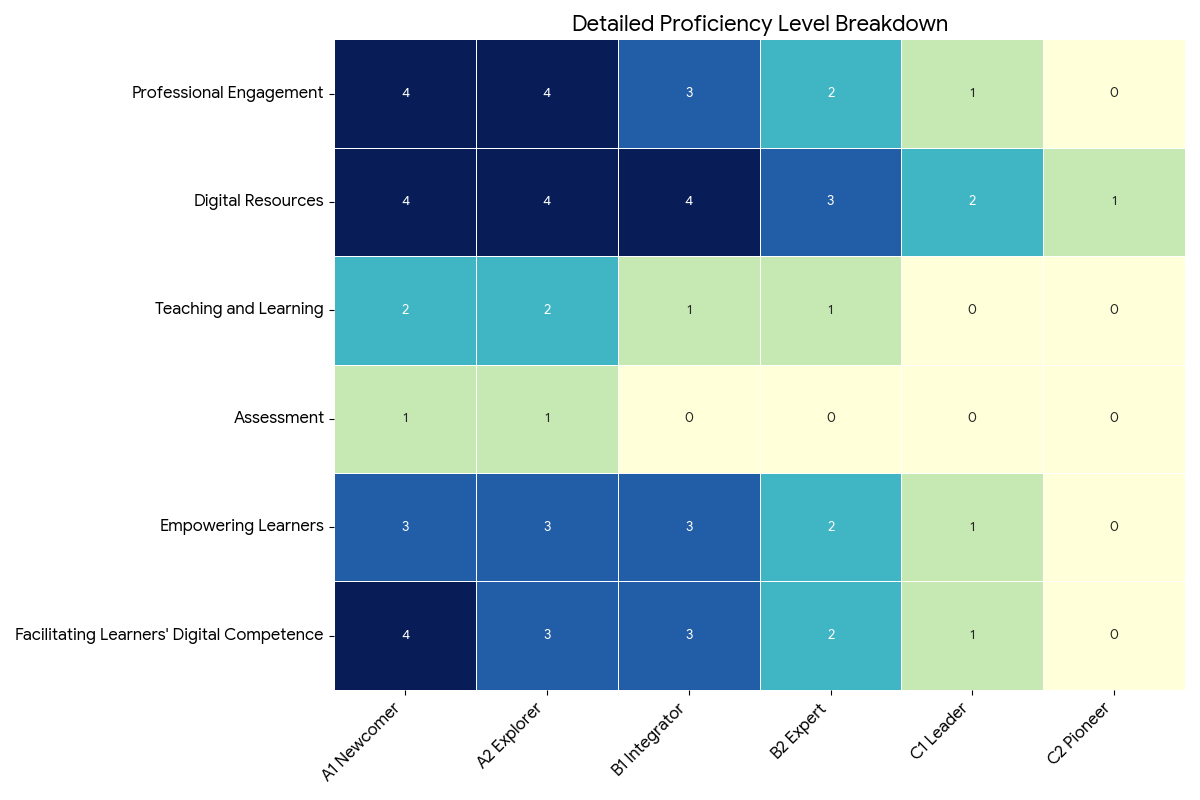 Detailed Proficiency Level Breakdown
Professional Engagement 4 4 3 2 1 0
Digital Resources 4 4 4 3 2 1
Teaching and Learning 2 2 1 1 0 0
Assessment 1 1 0 0 0 0
Empowering Learners 3 3 3 2 1 0
Facilitating Learners' Digital Competence 4 3 3 2 1 0
A1 Newcomer
A2 Explorer
B1 Integrator
B2 Expert
C1 Leader
C2 Pioneer